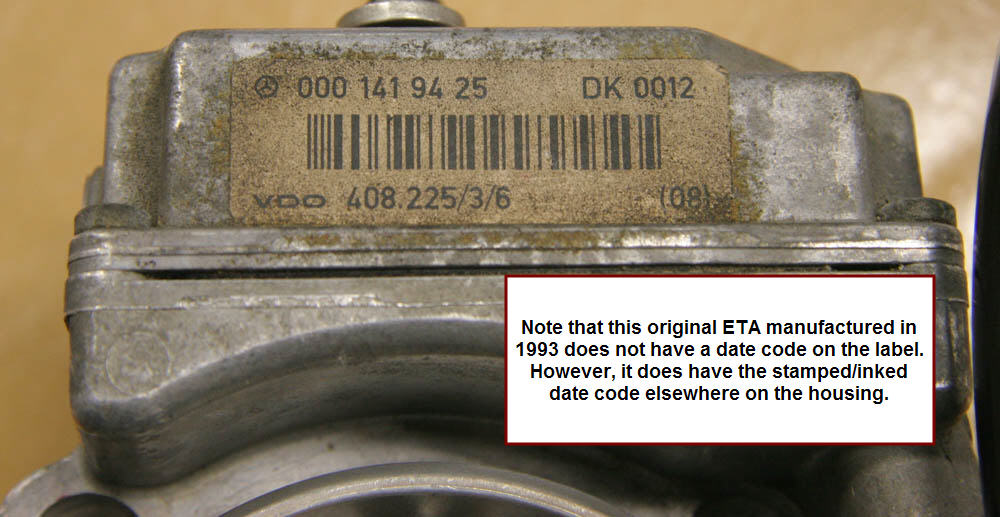 000 141 94 25 DK 0012
VDO 408.225/3/6 (08)
Note that this original ETA manufactured in
1993 does not have a date code on the label.
However, it does have the stamped/inked
date code elsewhere on the housing.